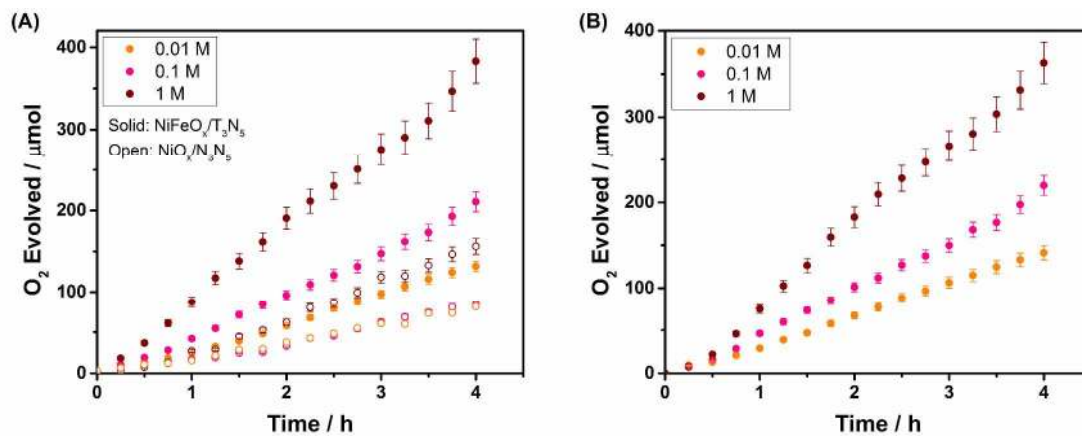 (A)
O2 Evolved / μmol
400
300
200
100
0
0.01 M
0.1 M
1 M
Solid: NiFeOx/T3N5
Open: NiOx/N3N5
0 1 2 3 4
Time / h
(B)
O2 Evolved / μmol
400
300
200
100
0
0.01 M
0.1 M
1 M
0 1 2 3 4
Time / h